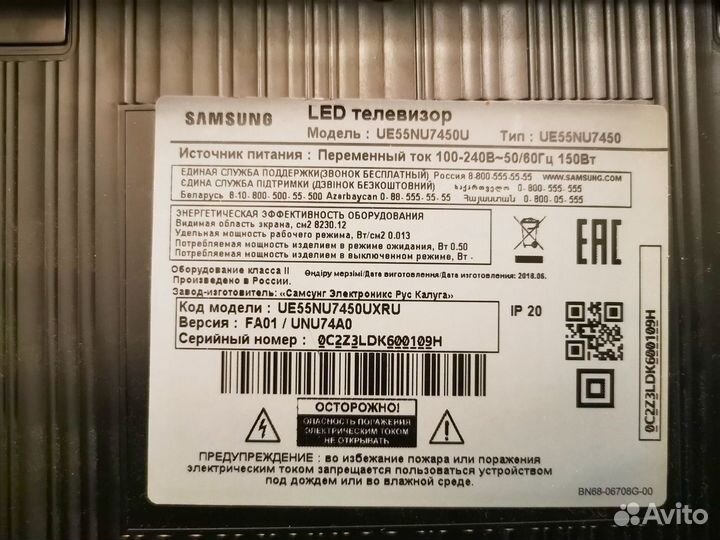 SAMSUNG
LED телевизор
Модель : UE55NU7450U Тип : UE55NU7450
Источник питания : Переменный ток 100-240В~50/60Гц 150Вт
ЕДИНАЯ СЛУЖБА ПОДДЕРЖКИ(ЗВОНОК БЕСПЛАТНЫЙ) Россия 8-800-555-55-55 WWW.SAMSUNG.COM
ЄДИНА СЛУЖБА ПІДТРИМКИ (ДЗВІНОК БЕЗКОШТОВНИЙ) საქართველო 0-800-555-555
Беларусь 8-10-800-500-55-500 Azərbaycan 0-88-555-55-55 Հայաստան 0-800-05-555
ЭНЕРГЕТИЧЕСКАЯ ЭФФЕКТИВНОСТЬ ОБОРУДОВАНИЯ
Видимая область экрана, см2 8230.12
Удельная мощность рабочего режима, Вт/см2 0.013
Потребляемая мощность изделием в режиме ожидания, Вт 0.50
Потребляемая мощность изделием в выключенном режиме, Вт -
EAC
Оборудование класса II Өндіру мерзімі/Дата виготовлення/Дата изготовления: 2018.06.
Произведено в России.
Завод-изготовитель: «Самсунг Электроникс Рус Калуга»
Код модели : UE55NU7450UXRU
Версия : FA01 / UNU74A0
Серийный номер : 0C2Z3LDK600109H
IP 20
0C2Z3LDK600109H
ОСТОРОЖНО!
ОПАСНОСТЬ ПОРАЖЕНИЯ
ЭЛЕКТРИЧЕСКИМ ТОКОМ
НЕ ОТКРЫВАТЬ
ПРЕДУПРЕЖДЕНИЕ : во избежание пожара или поражения
электрическим током запрещается пользоваться устройством
под дождем или во влажной среде.
BN68-06708G-00
Avito